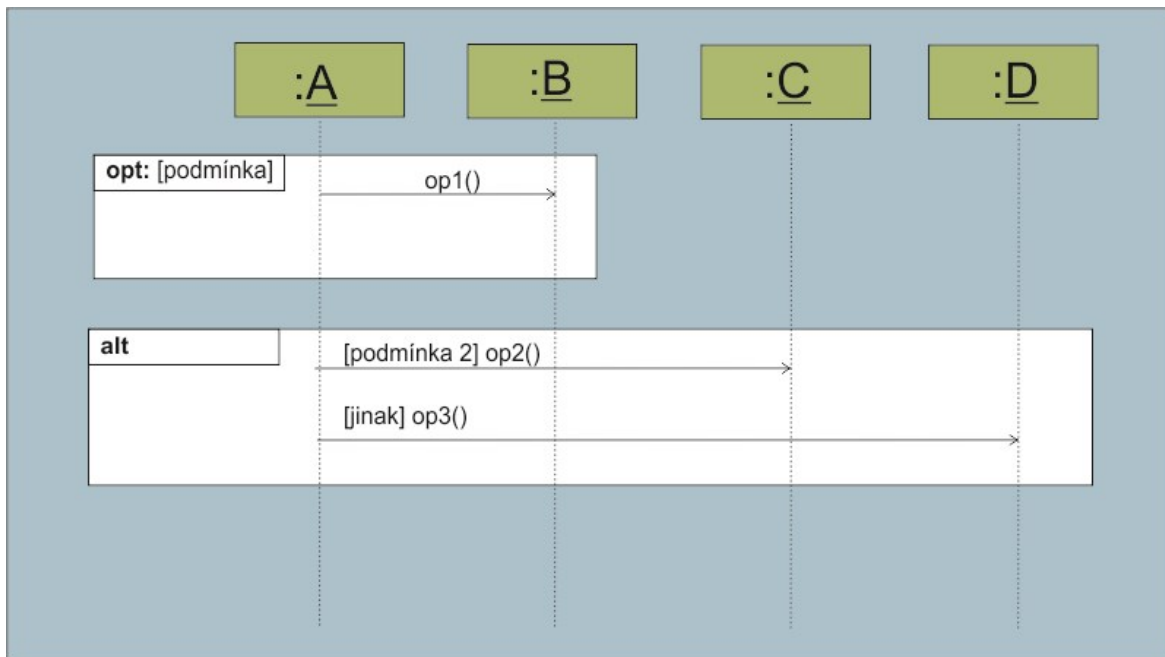 :A
:B
:C
:D
opt: [podmínka]
op1()
alt
[podmínka 2] op2()
[jinak] op3()